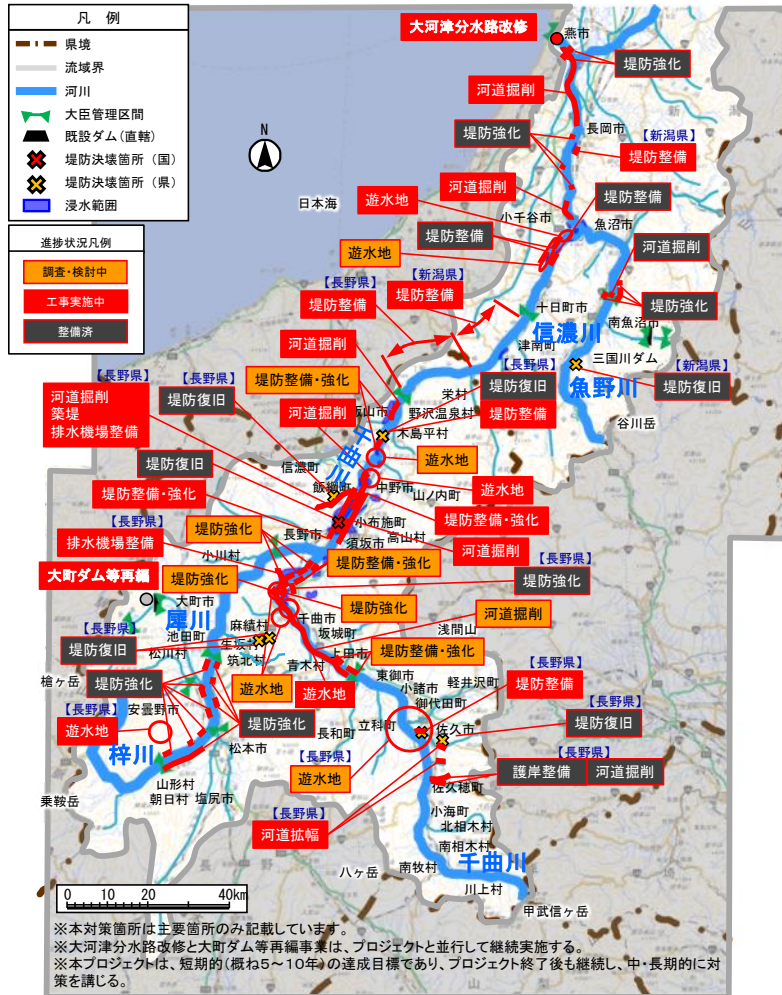 凡 例
県境
流域界
河川
大臣管理区間
既設ダム(直轄)
堤防決壊箇所（国）
堤防決壊箇所（県）
浸水範囲
進捗状況凡例
調査・検討中
工事実施中
整備済
N
日本海
大河津分水路改修
燕市
堤防強化
河道掘削
長岡市
堤防強化
【新潟県】
堤防整備
河道掘削
堤防整備
遊水地
小千谷市
魚沼市
堤防整備
河道掘削
遊水地
【長野県】
堤防整備
【新潟県】
堤防整備
十日町市
堤防強化
南魚沼市
信濃川
津南町
三国川ダム
河道掘削
【長野県】
堤防復旧
堤防整備
【新潟県】
堤防復旧
魚野川
谷川岳
【長野県】
河道掘削
築堤
排水機場整備
【長野県】
堤防復旧
堤防整備・強化
栄村
飯山市
野沢温泉村
河道掘削
木島平村
千曲川
堤防復旧
信濃町
遊水地
飯綱町
中野市
山ノ内町
遊水地
堤防整備・強化
小布施町
堤防整備・強化
高山村
河道掘削
【長野県】
排水機場整備
堤防強化
長野市
須坂市
小川村
堤防整備・強化
【長野県】
堤防強化
大町ダム等再編
堤防強化
堤防強化
大町市
犀川
千曲市
河道掘削
【長野県】
堤防復旧
池田町
麻績村
坂城町
浅間山
松川村
生坂村
筑北村
青木村
上田市
堤防整備・強化
槍ヶ岳
堤防強化
遊水地
遊水地
東御市
小諸市
軽井沢町
【長野県】
堤防整備
御代田町
【長野県】
遊水地
安曇野市
堤防強化
長和町
立科町
佐久市
【長野県】
堤防復旧
梓川
松本市
【長野県】
遊水地
【長野県】
護岸整備
河道掘削
山形村
朝日村
塩尻市
佐久穂町
乗鞍岳
【長野県】
河道拡幅
小海町
北相木村
南相木村
八ヶ岳
南牧村
千曲川
川上村
甲武信ヶ岳
0 10 20 40km
※本対策箇所は主要箇所のみ記載しています。
※大河津分水路改修と大町ダム等再編事業は、プロジェクトと並行して継続実施する。
※本プロジェクトは、短期的(概ね5～10年)の達成目標であり、プロジェクト終了後も継続し、中・長期的に対
策を講じる。